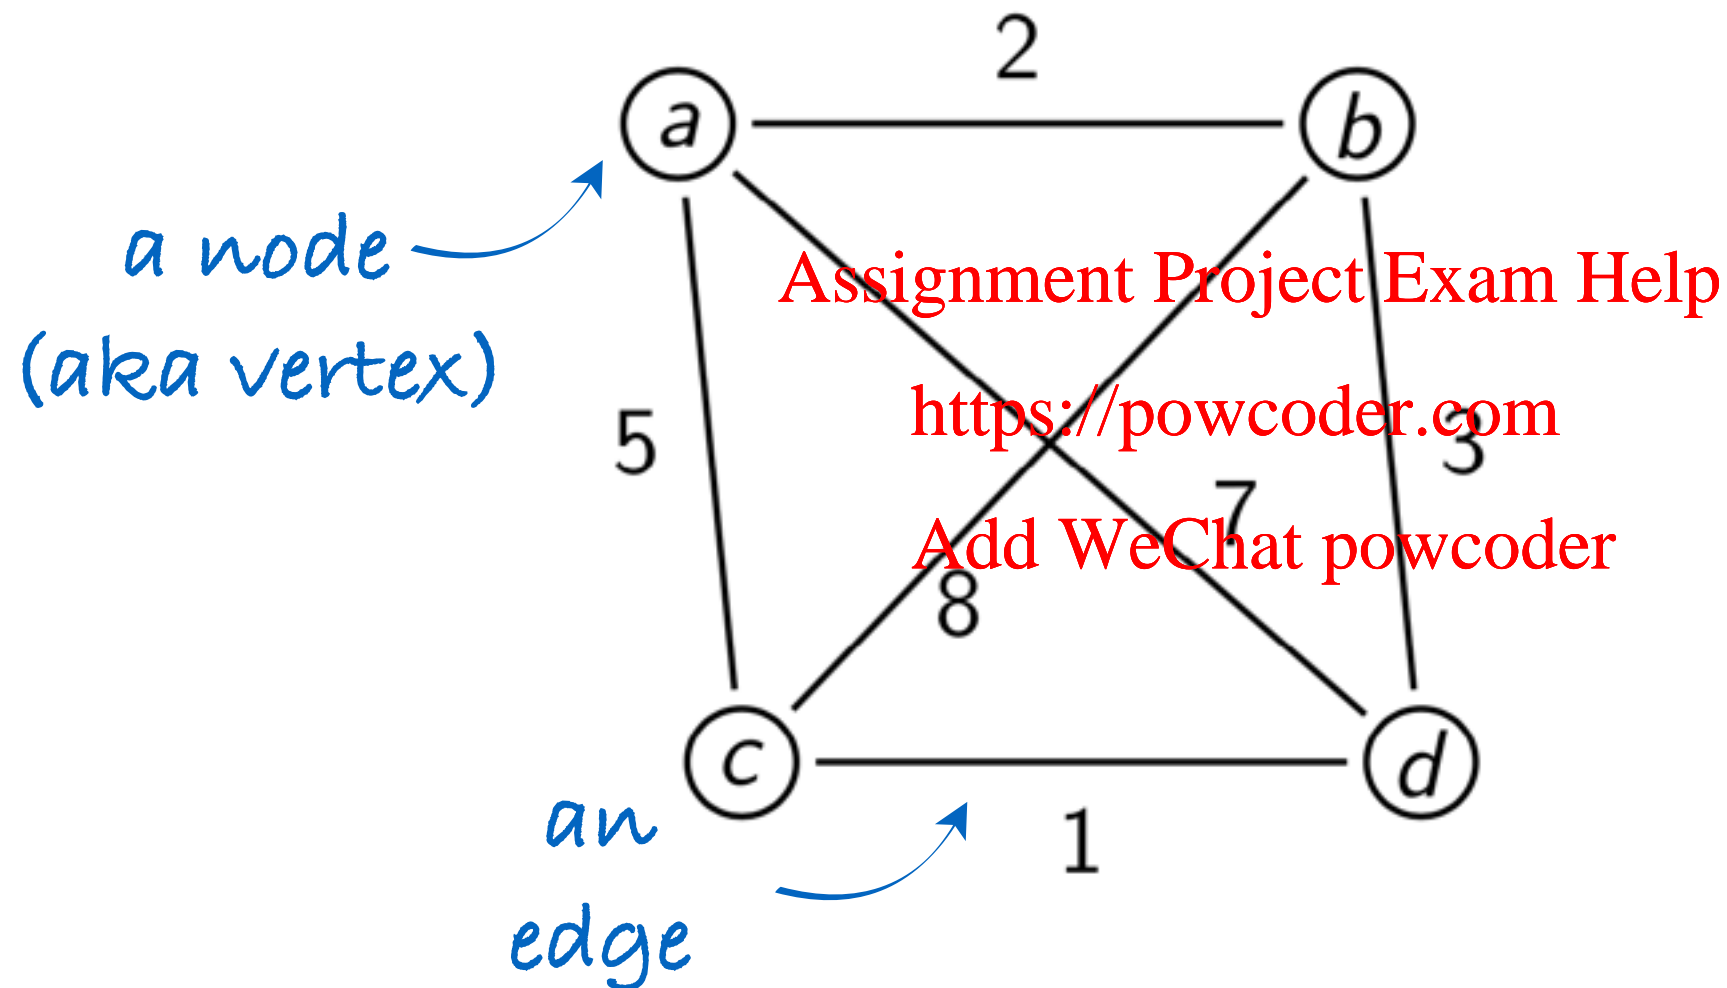 2
a
b
a node
(aka vertex)
Assignment Project Exam Help
https://powcoder.com
5
3
7
Add WeChat powcoder
8
c
d
an
edge
1